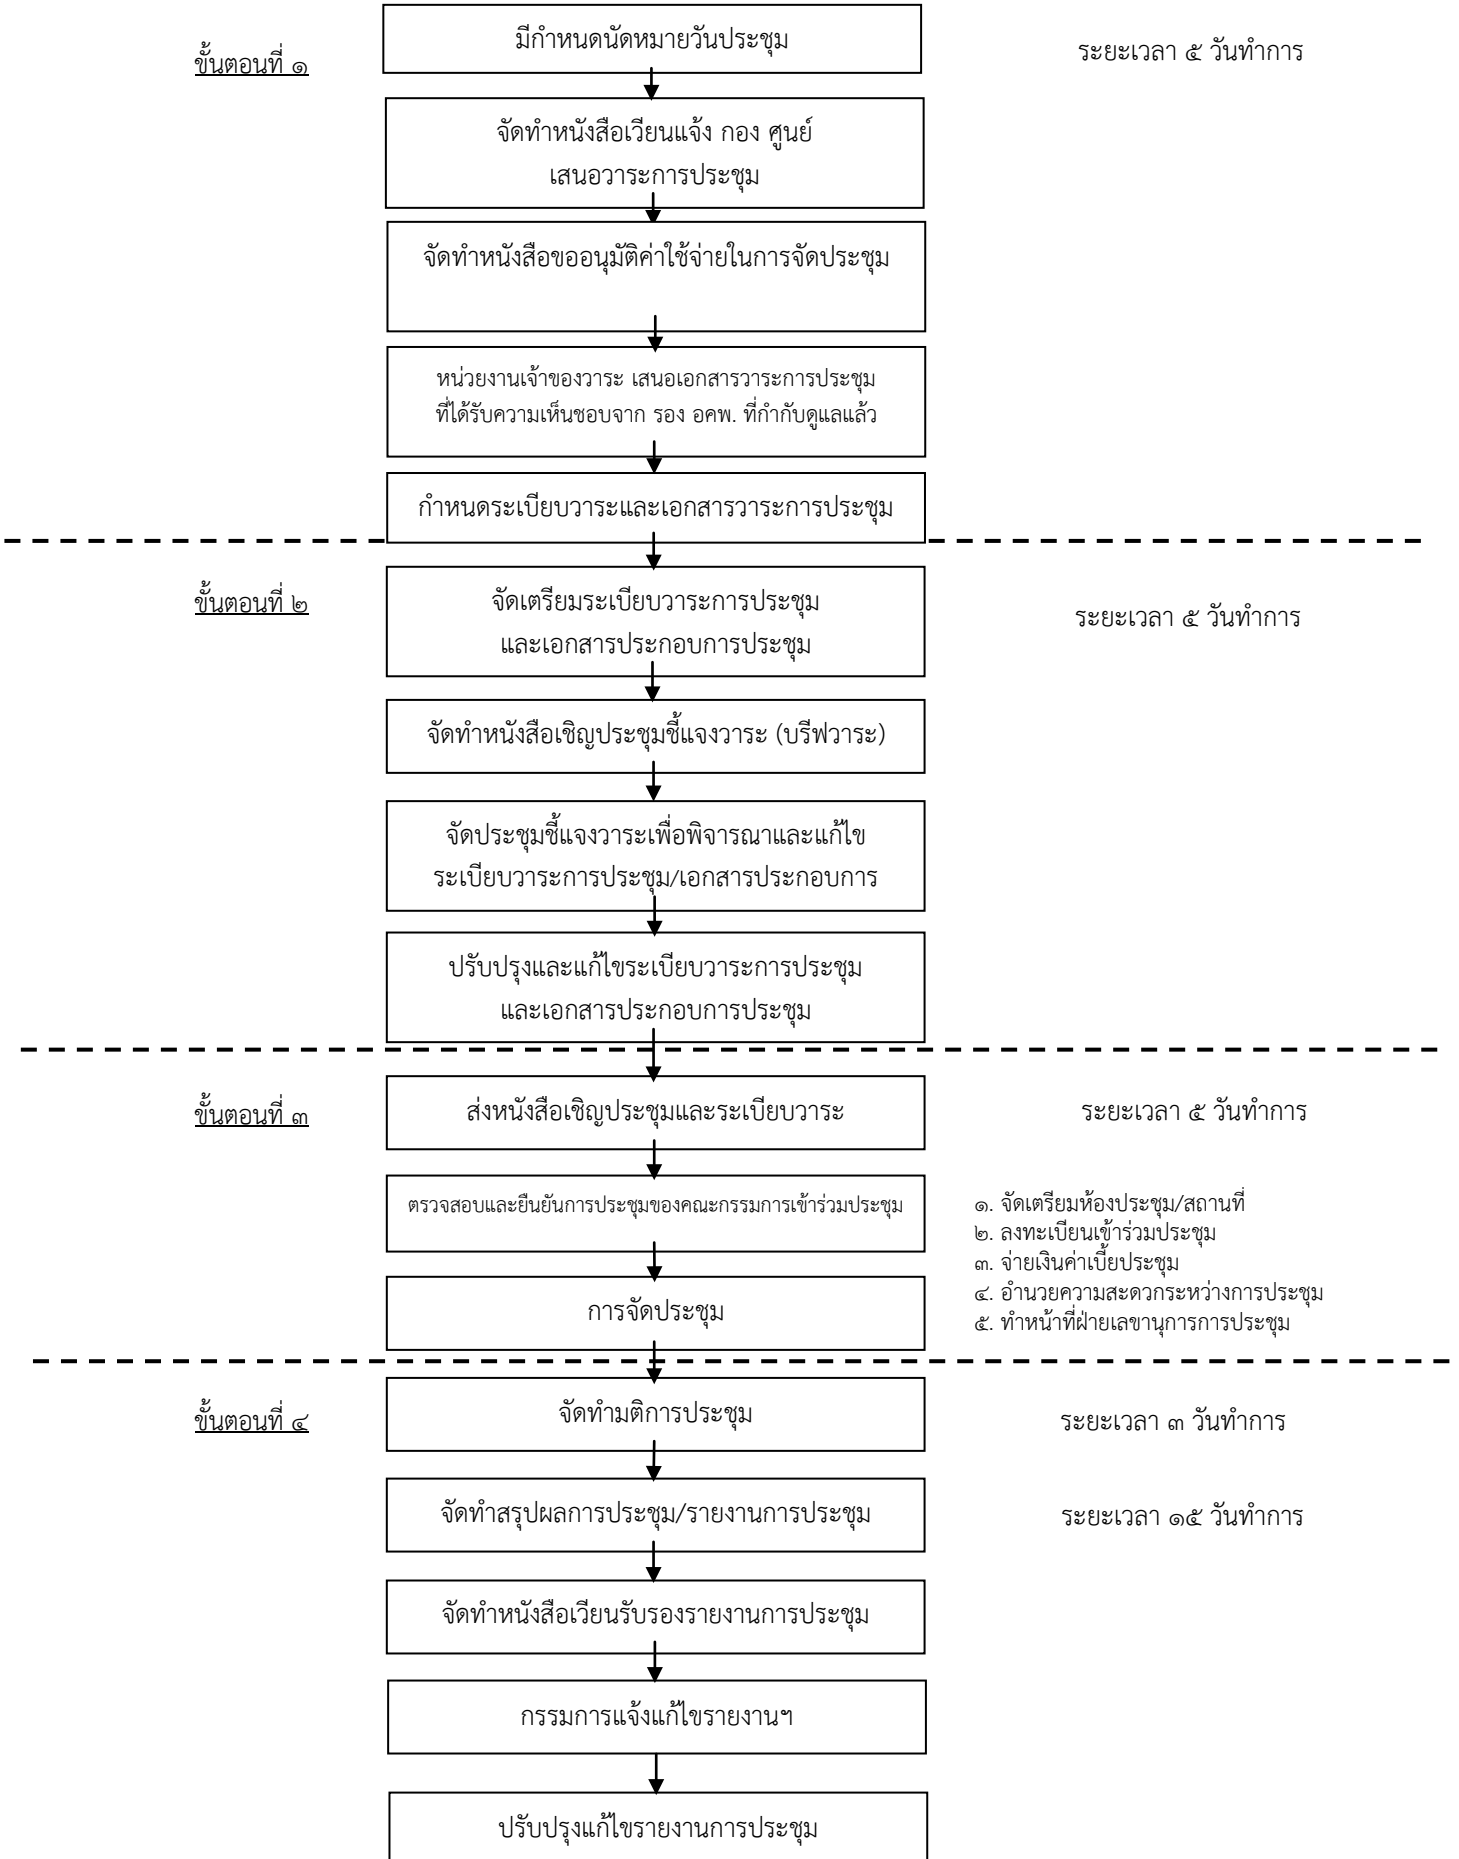 มีกำหนดนัดหมายวันประชุม
ขั้นตอนที่ ๑
ระยะเวลา ๕ วันทำการ
จัดทำหนังสือเวียนแจ้ง กอง ศูนย์
เสนอวาระการประชุม
จัดทำหนังสือขออนุมัติค่าใช้จ่ายในการจัดประชุม
หน่วยงานเจ้าของวาระ เสนอเอกสารวาระการประชุม
ที่ได้รับความเห็นชอบจาก รอง อคพ. ที่กำกับดูแลแล้ว
กำหนดระเบียบวาระและเอกสารวาระการประชุม
ขั้นตอนที่ ๒
จัดเตรียมระเบียบวาระการประชุม
และเอกสารประกอบการประชุม
ระยะเวลา ๕ วันทำการ
จัดทำหนังสือเชิญประชุมชี้แจงวาระ (บรีฟวาระ)
จัดประชุมชี้แจงวาระเพื่อพิจารณาและแก้ไข
ระเบียบวาระการประชุม/เอกสารประกอบการ
ปรับปรุงและแก้ไขระเบียบวาระการประชุม
และเอกสารประกอบการประชุม
ขั้นตอนที่ ๓
ส่งหนังสือเชิญประชุมและระเบียบวาระ
ระยะเวลา ๕ วันทำการ
ตรวจสอบและยืนยันการประชุมของคณะกรรมการเข้าร่วมประชุม
๑. จัดเตรียมห้องประชุม/สถานที่
๒. ลงทะเบียนเข้าร่วมประชุม
๓. จ่ายเงินค่าเบี้ยประชุม
๔. อำนวยความสะดวกระหว่างการประชุม
๕. ทำหน้าที่ฝ่ายเลขานุการการประชุม
การจัดประชุม
ขั้นตอนที่ ๔
จัดทำมติการประชุม
ระยะเวลา ๓ วันทำการ
จัดทำสรุปผลการประชุม/รายงานการประชุม
ระยะเวลา ๑๕ วันทำการ
จัดทำหนังสือเวียนรับรองรายงานการประชุม
กรรมการแจ้งแก้ไขรายงานฯ
ปรับปรุงแก้ไขรายงานการประชุม